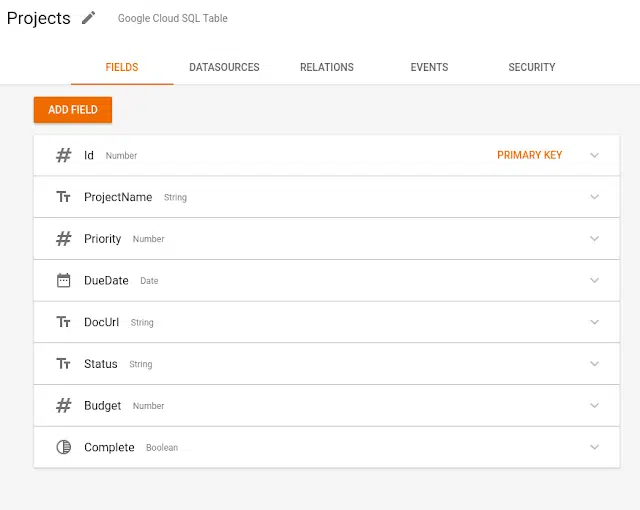 Projects Google Cloud SQL Table
FIELDS DATASOURCES RELATIONS EVENTS SECURITY
ADD FIELD
Id Number PRIMARY KEY
ProjectName String
Priority Number
DueDate Date
DocUrl String
Status String
Budget Number
Complete Boolean